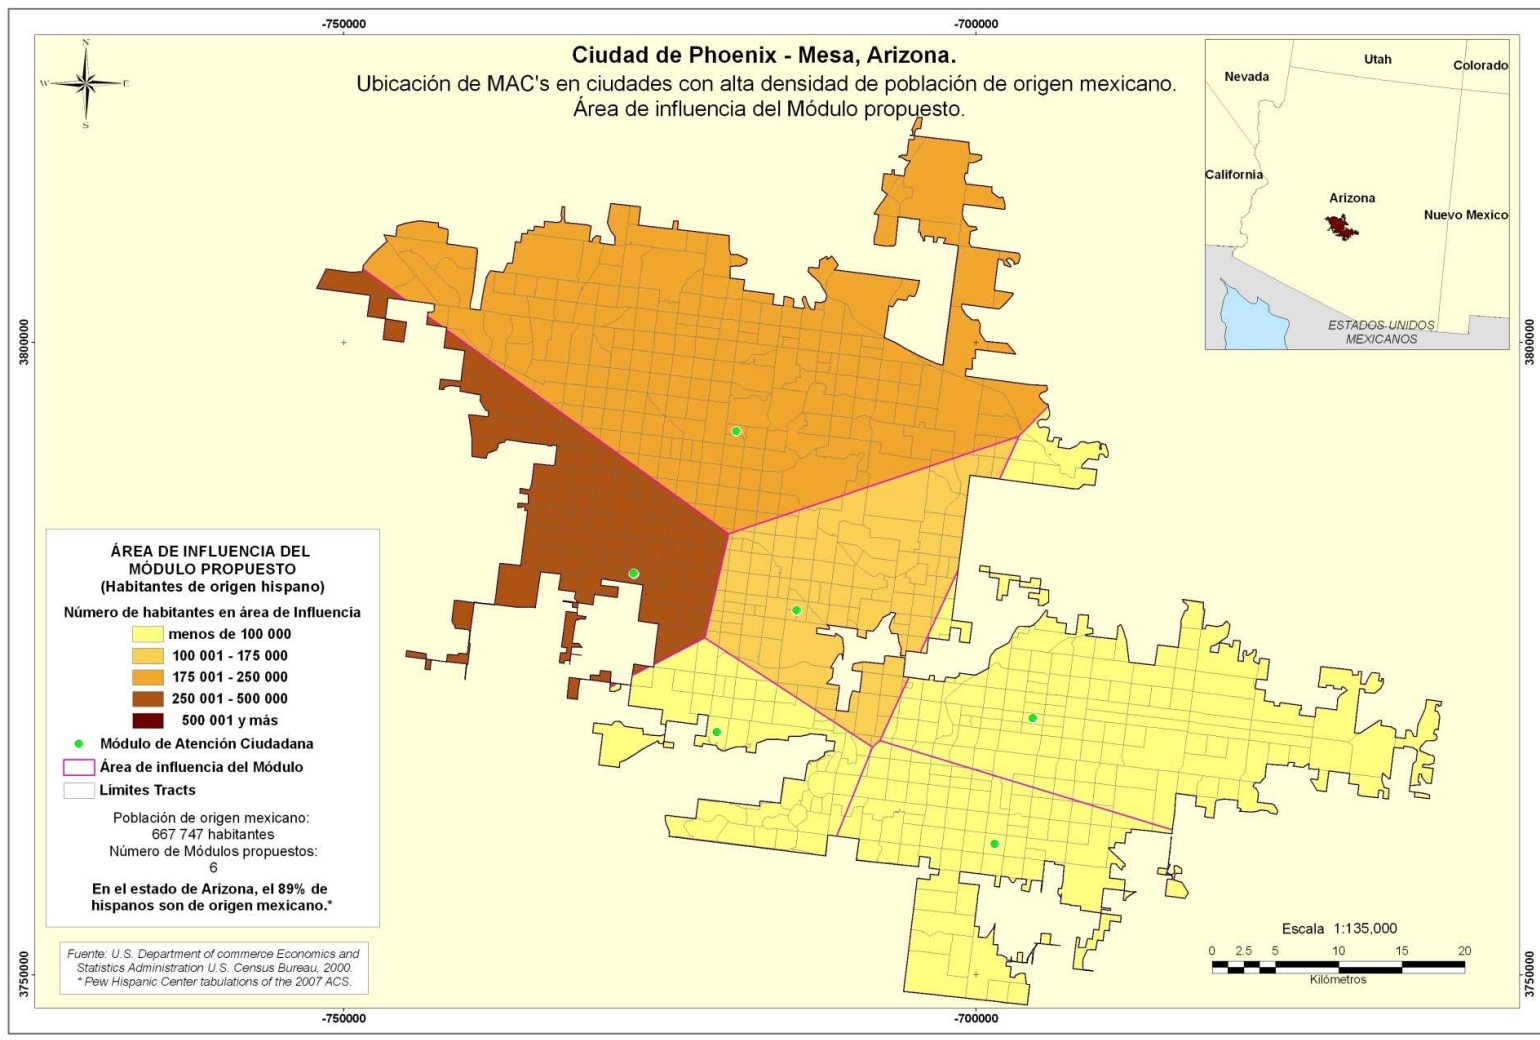 -750000
-700000
Ciudad de Phoenix - Mesa, Arizona.
Ubicación de MAC's en ciudades con alta densidad de población de origen mexicano.
Área de influencia del Módulo propuesto.
N
W
E
S
Nevada
Utah
Colorado
California
Arizona
Nuevo Mexico
ESTADOS UNIDOS
MEXICANOS
3800000
3800000
ÁREA DE INFLUENCIA DEL
MÓDULO PROPUESTO
(Habitantes de origen hispano)
Número de habitantes en área de Influencia
menos de 100 000
100 001 - 175 000
175 001 - 250 000
250 001 - 500 000
500 001 y más
Módulo de Atención Ciudadana
Área de influencia del Módulo
Límites Tracts
Población de origen mexicano:
667 747 habitantes
Número de Módulos propuestos:
6
En el estado de Arizona, el 89% de
hispanos son de origen mexicano.*
Fuente: U.S. Department of commerce Economics and
Statistics Administration U.S. Census Bureau, 2000.
* Pew Hispanic Center tabulations of the 2007 ACS.
Escala 1:135,000
0 2.5 5 10 15 20
Kilómetros
3750000
3750000
-750000
-700000